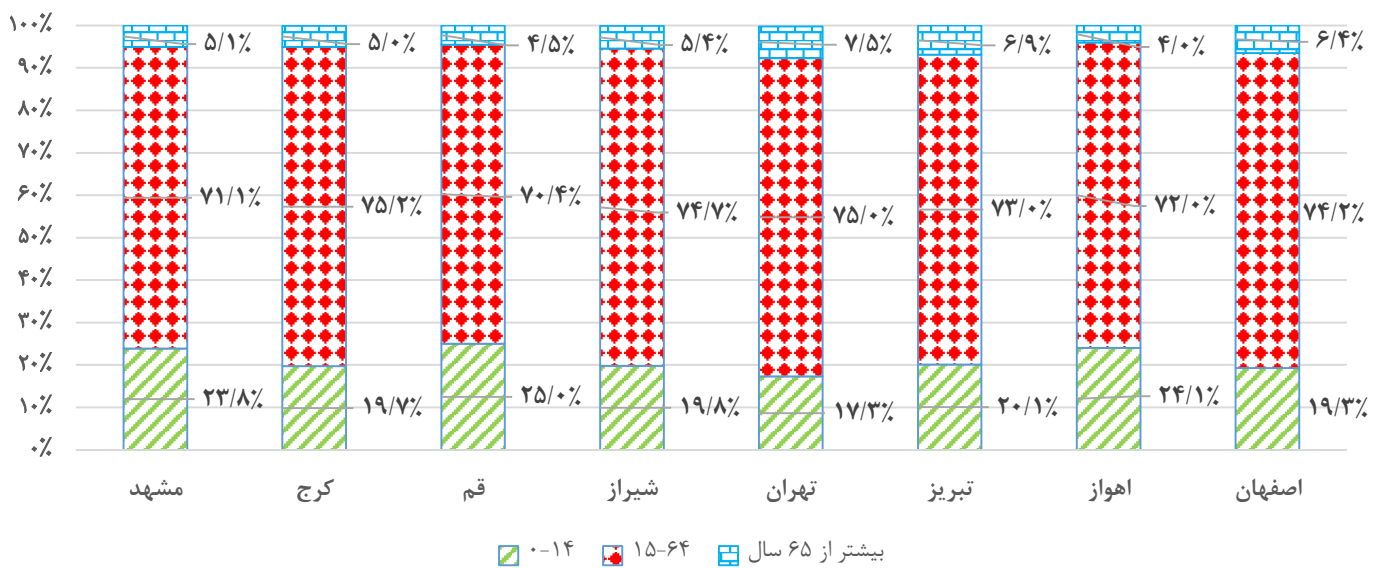 ۱۰۰٪
۹۰٪
۸۰٪
۷۰٪
۶۰٪
۵۰٪
۴۰٪
۳۰٪
۲۰٪
۱۰٪
۰٪
۵/۱٪ ۵/۰٪ ۴/۵٪ ۵/۴٪ ۷/۵٪ ۶/۹٪ ۴/۰٪ ۶/۴٪
۷۱/۱٪ ۷۵/۲٪ ۷۰/۴٪ ۷۴/۷٪ ۷۵/۰٪ ۷۳/۰٪ ۷۲/۰٪ ۷۴/۲٪
۲۳/۸٪ ۱۹/۷٪ ۲۵/۰٪ ۱۹/۸٪ ۱۷/۳٪ ۲۰/۱٪ ۲۴/۱٪ ۱۹/۳٪
مشهد کرج قم شیراز تهران تبریز اهواز اصفهان
۰-۱۴ ۱۵-۶۴ بیشتر از ۶۵ سال